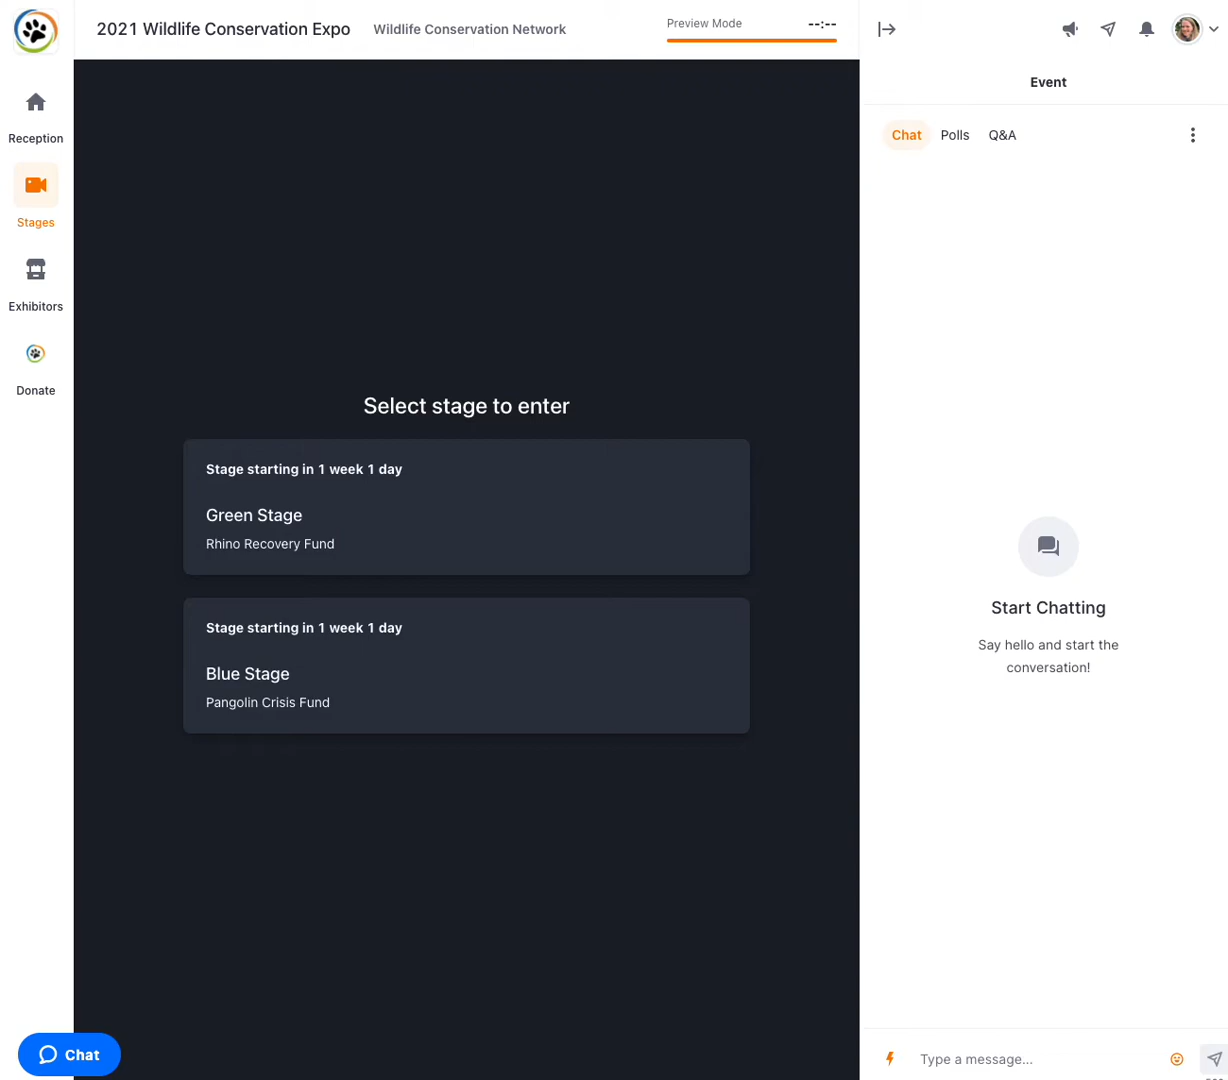 2021 Wildlife Conservation Expo
Wildlife Conservation Network
Preview Mode
--:--
Reception
Stages
Exhibitors
Donate
Select stage to enter
Stage starting in 1 week 1 day
Green Stage
Rhino Recovery Fund
Stage starting in 1 week 1 day
Blue Stage
Pangolin Crisis Fund
Chat
Event
Chat
Polls
Q&A
Start Chatting
Say hello and start the
conversation!
Type a message...